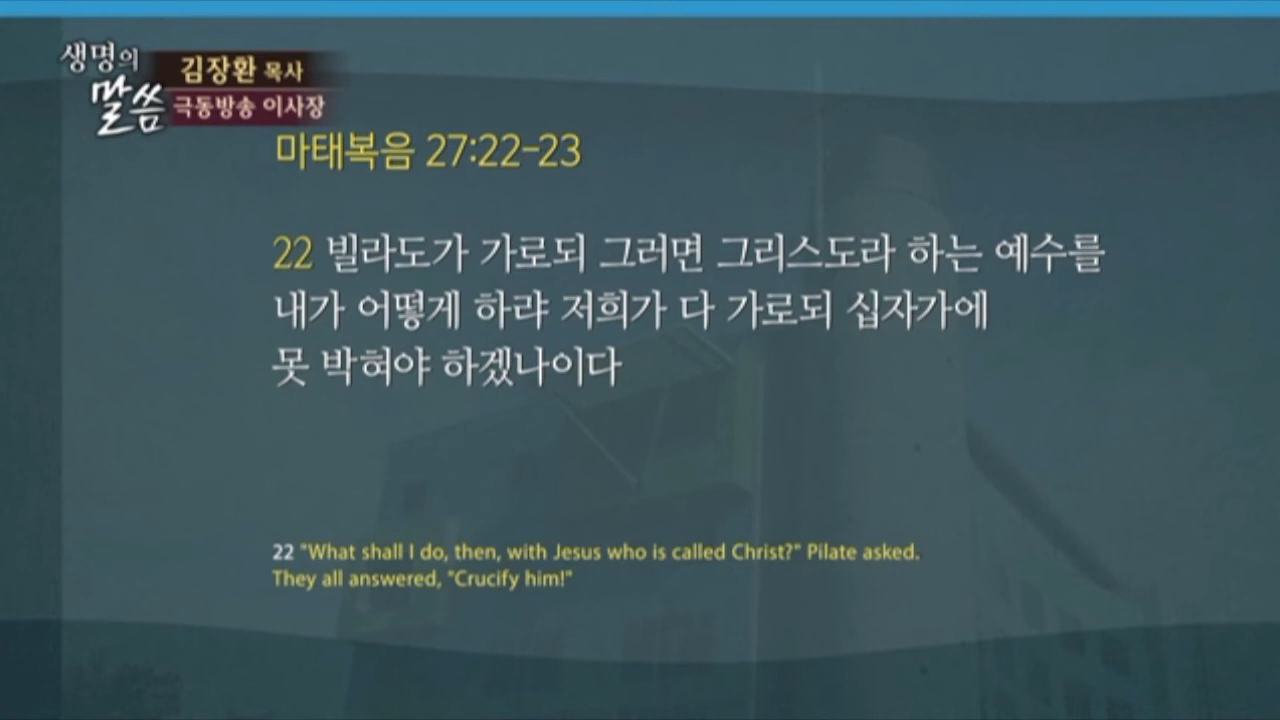 생명의
말씀
김장환 목사
극동방송 이사장
마태복음 27:22-23
22 빌라도가 가로되 그러면 그리스도라 하는 예수를
내가 어떻게 하랴 저희가 다 가로되 십자가에
못 박혀야 하겠나이다
22 "What shall I do, then, with Jesus who is called Christ?" Pilate asked.
They all answered, "Crucify him!"